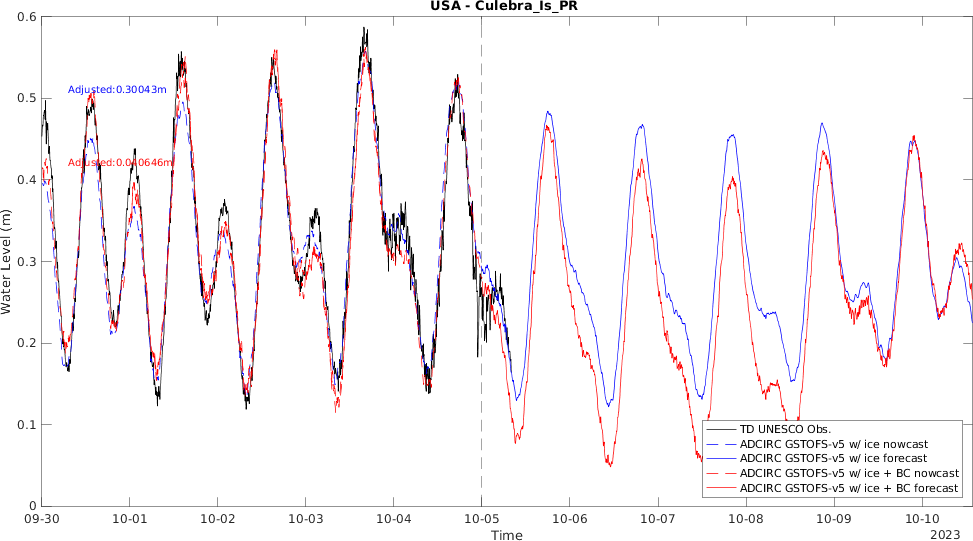 USA - Culebra_Is_PR
0.6
0.5
0.4
0.3
0.2
0.1
0
Water Level (m)
Adjusted:0.30043m
TD UNESCO Obs.
ADCIRC GSTOFS-v5 w/ ice nowcast
ADCIRC GSTOFS-v5 w/ ice forecast
ADCIRC GSTOFS-v5 w/ ice + BC nowcast
ADCIRC GSTOFS-v5 w/ ice + BC forecast
09-30 10-01 10-02 10-03 10-04 10-05 10-06 10-07 10-08 10-09 10-10
Time
2023